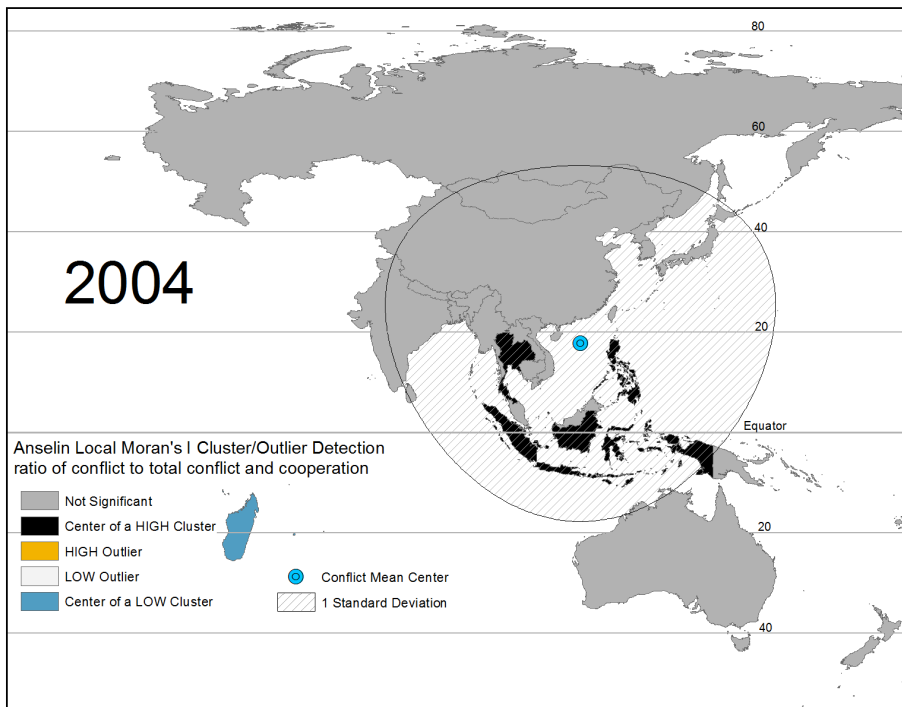 80
60
40
2004
20
Equator
Anselin Local Moran's I Cluster/Outlier Detection
ratio of conflict to total conflict and cooperation
Not Significant
Center of a HIGH Cluster
HIGH Outlier
20
LOW Outlier
Conflict Mean Center
Center of a LOW Cluster
1 Standard Deviation
40